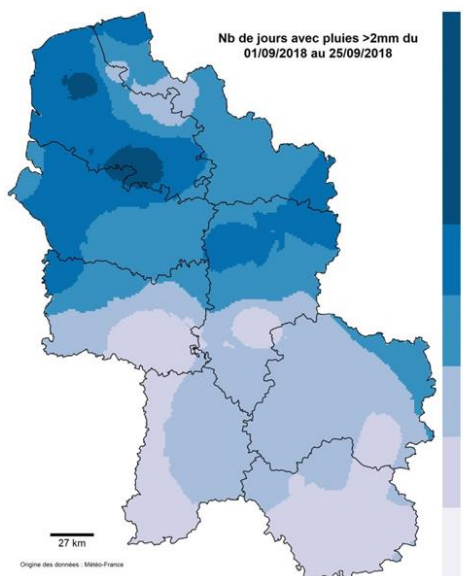 Nb de jours avec pluies >2mm du
01/09/2018 au 25/09/2018
27 km
Origine des données : Météo-France